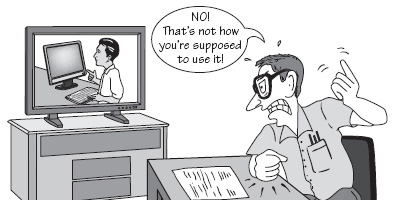 NO!
That's not how
you're supposed
to use it!